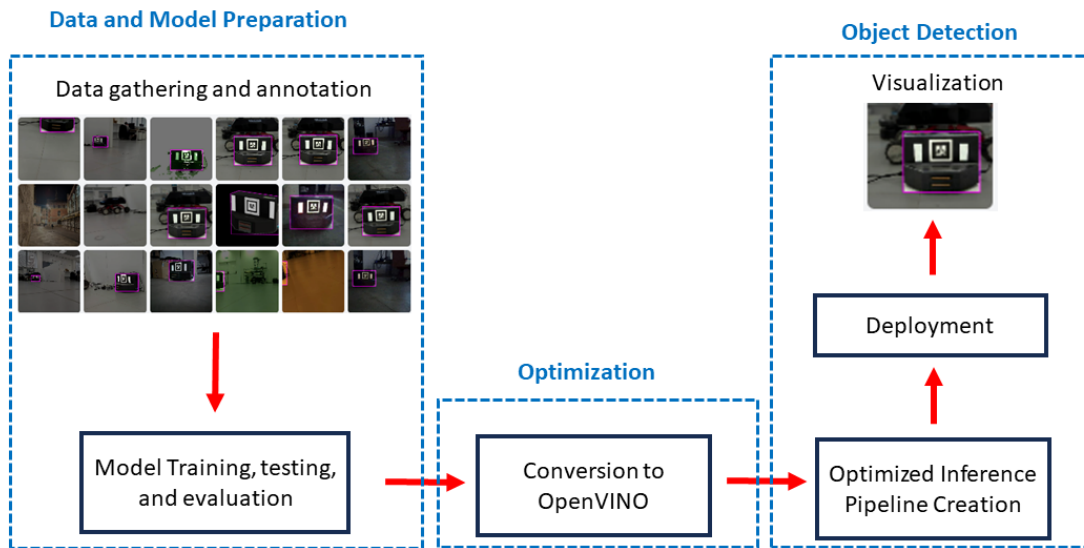 Data and Model Preparation
Data gathering and annotation
Model Training, testing,
and evaluation
Optimization
Conversion to
OpenVINO
Object Detection
Visualization
Deployment
Optimized Inference
Pipeline Creation